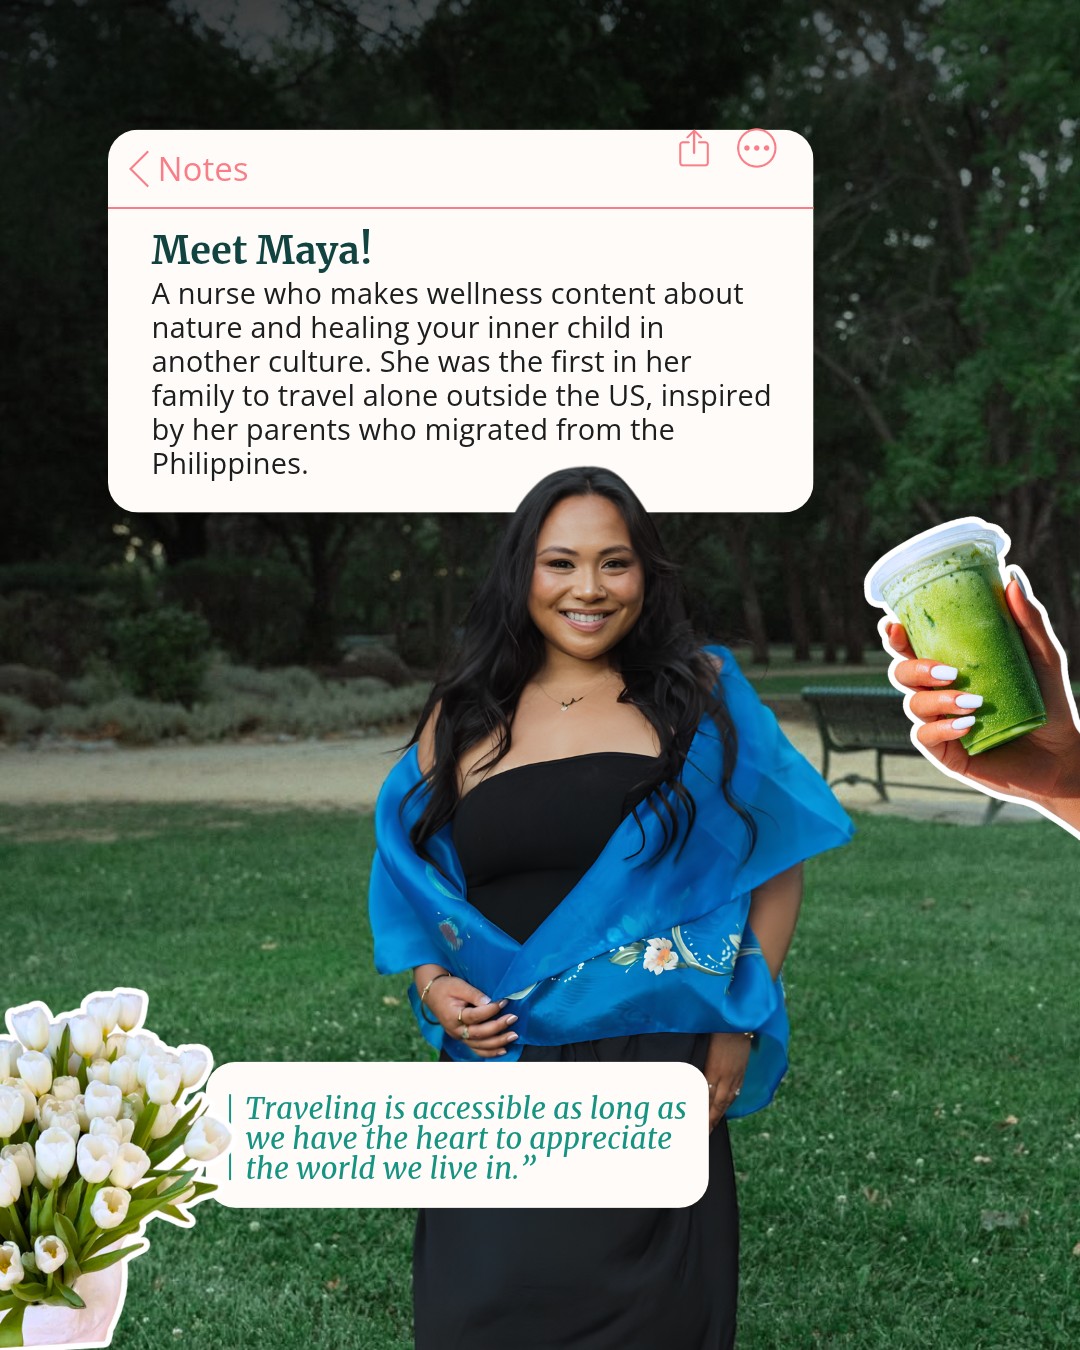 Notes
Meet Maya!
A nurse who makes wellness content about
nature and healing your inner child in
another culture. She was the first in her
family to travel alone outside the US, inspired
by her parents who migrated from the
Philippines.
Traveling is accessible as long as
we have the heart to appreciate
the world we live in.”